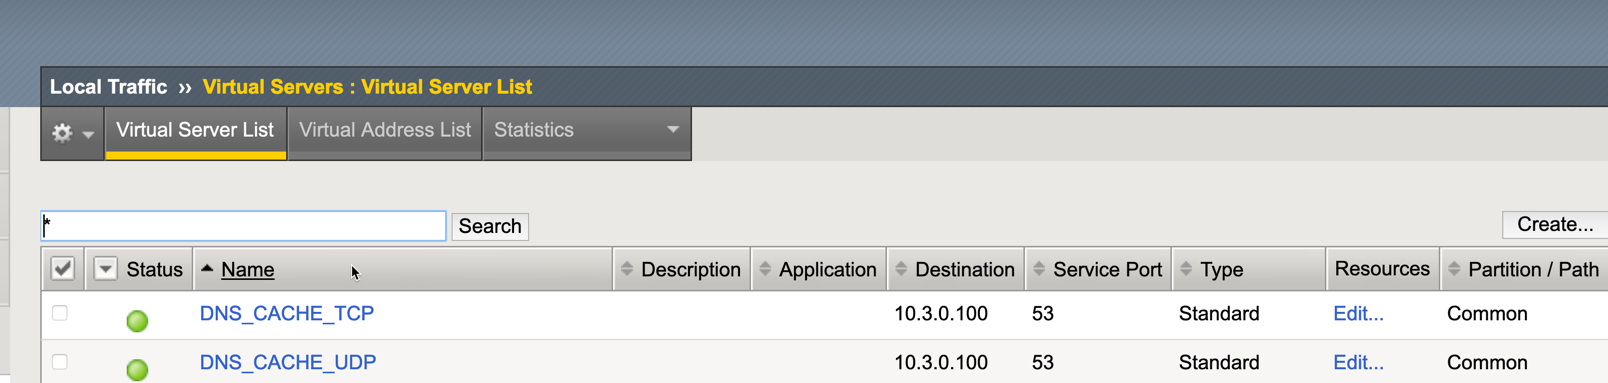 Local Traffic ›› Virtual Servers : Virtual Server List
Virtual Server List Virtual Address List Statistics
* Search Create...
Status Name Description Application Destination Service Port Type Resources Partition / Path
DNS_CACHE_TCP 10.3.0.100 53 Standard Edit... Common
DNS_CACHE_UDP 10.3.0.100 53 Standard Edit... Common